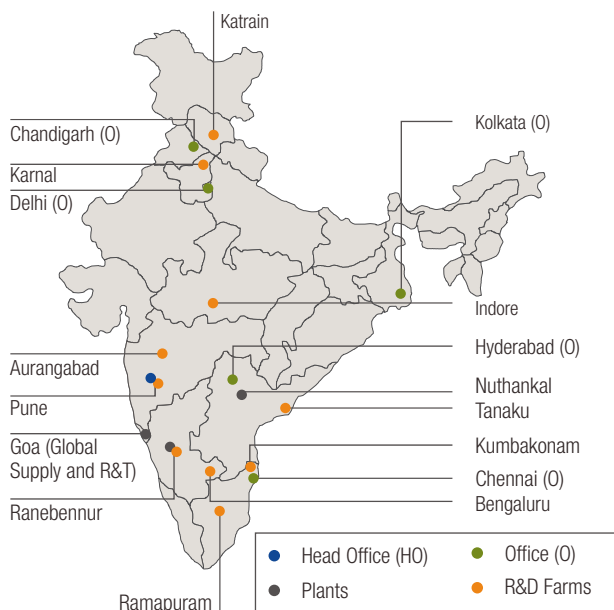 Katrain
Chandigarh (O)
Karnal
Delhi (O)
Kolkata (O)
Indore
Hyderabad (O)
Nuthankal
Tanaku
Aurangabad
Pune
Goa (Global
Supply and R&T)
Ranebennur
Kumbakonam
Chennai (O)
Bengaluru
Ramapuram
Head Office (HO)
Office (O)
Plants
R&D Farms